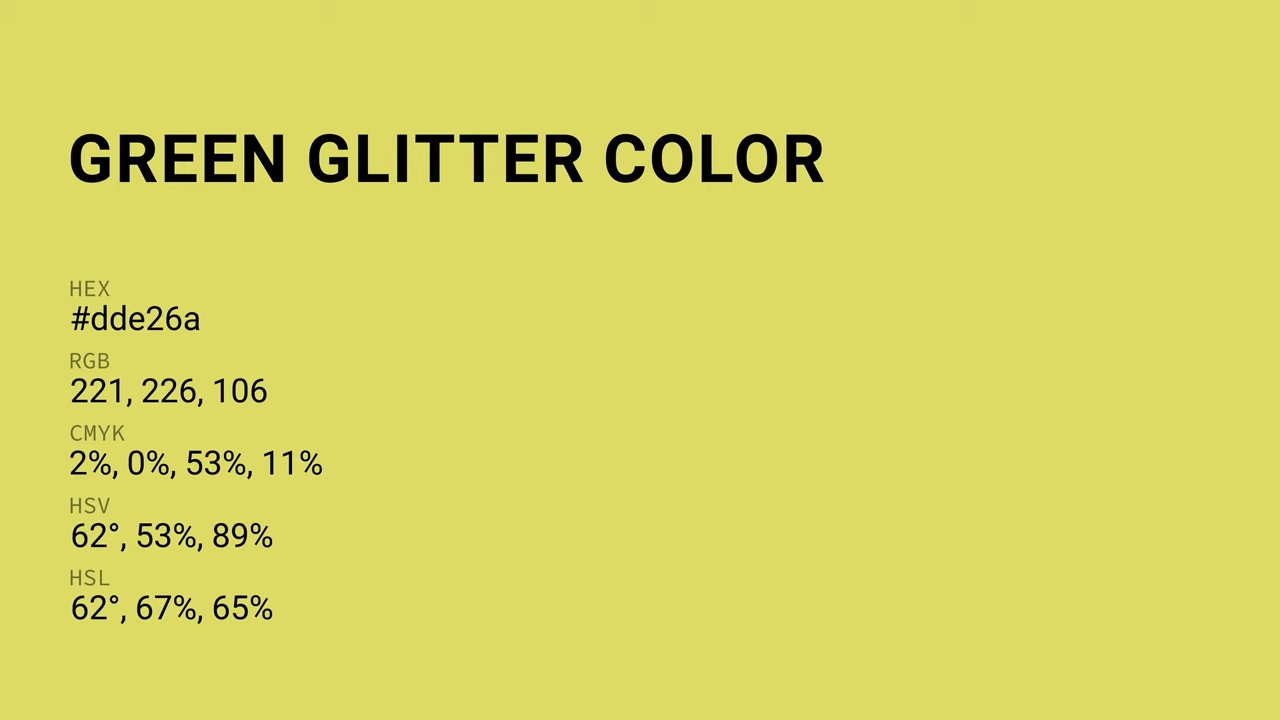 GREEN GLITTER COLOR
HEX
#dde26a
RGB
221, 226, 106
CMYK
2%, 0%, 53%, 11%
HSV
62°, 53%, 89%
HSL
62°, 67%, 65%